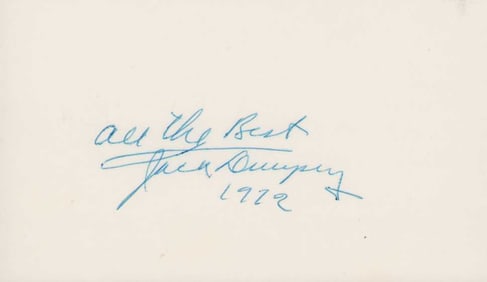 all the Best
Jack Dempsey
1972